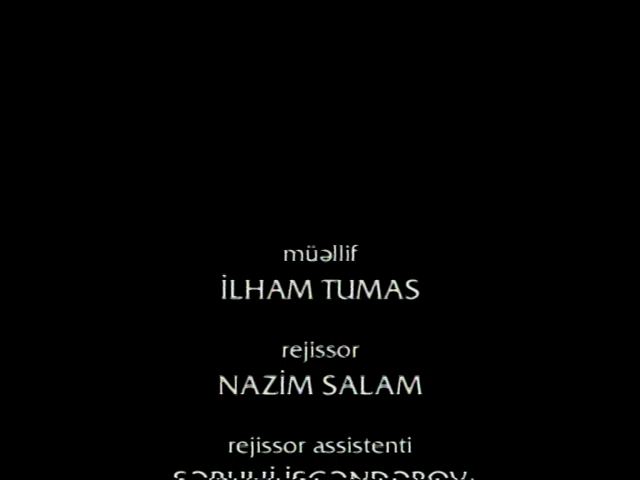 müəllif
İLHAM TUMAS
rejissor
NAZİM SALAM
rejissor assistenti